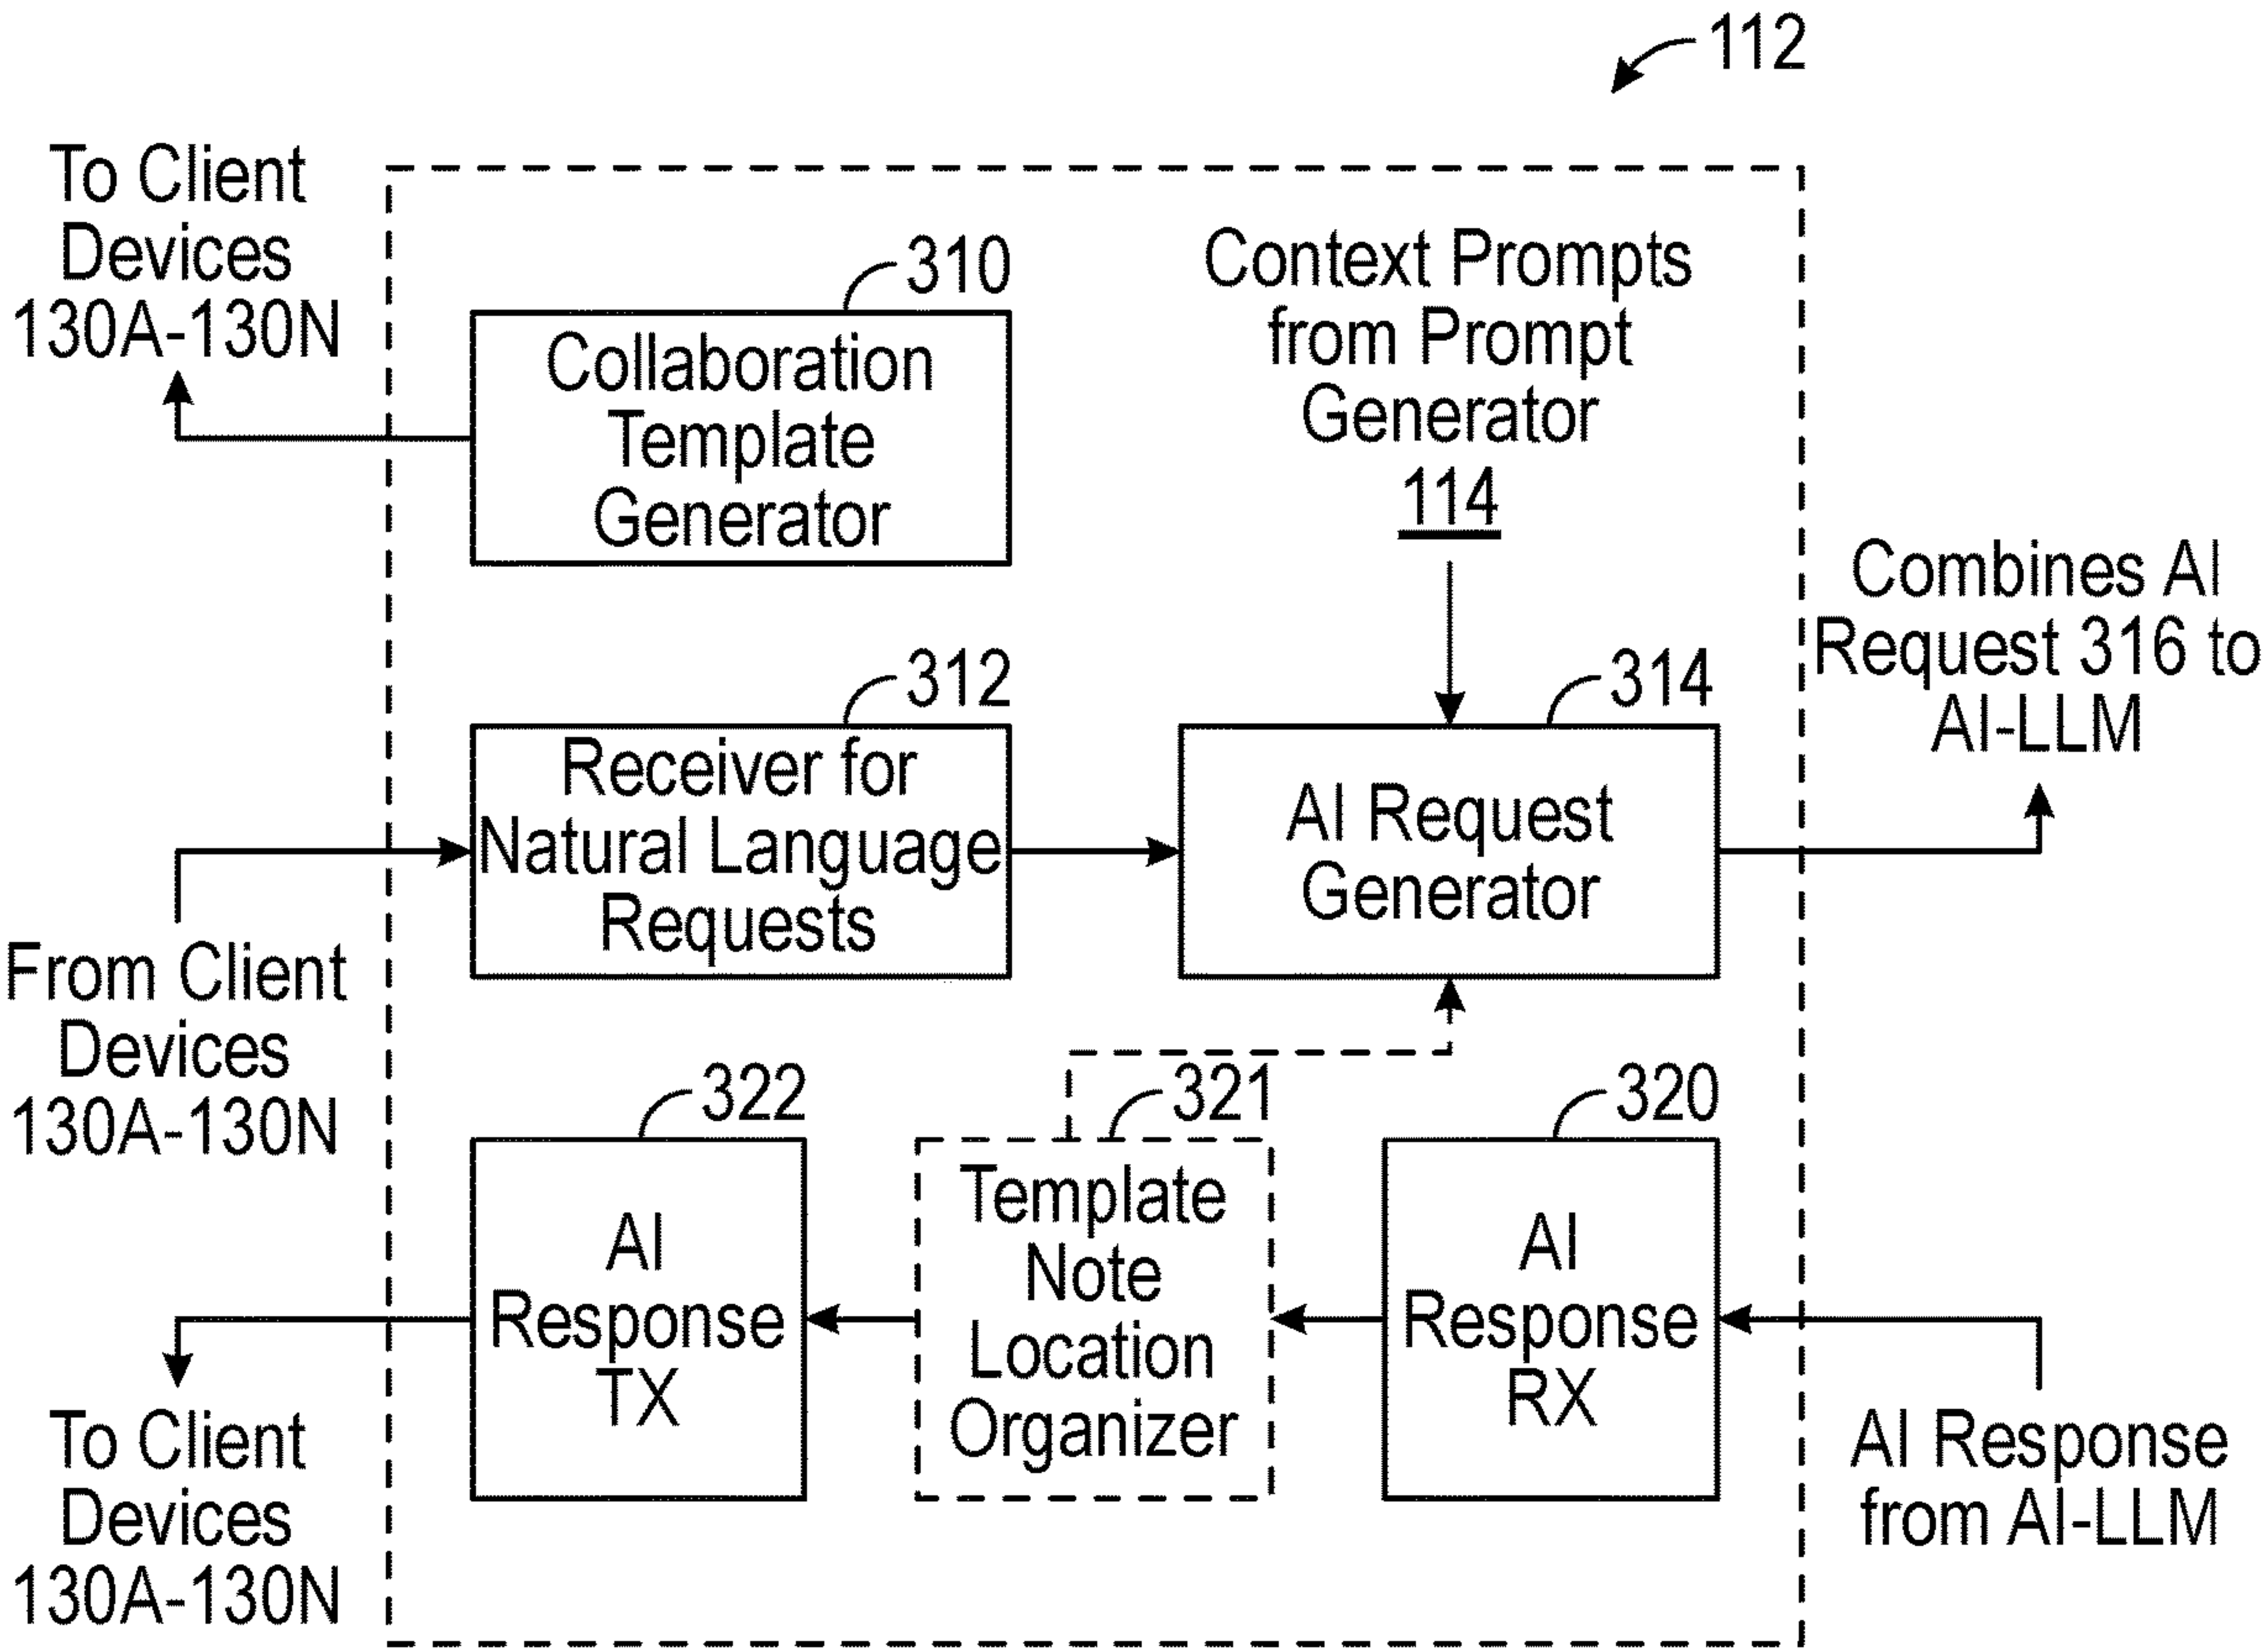 112
To Client
Devices
130A-130N
310
Collaboration
Template
Generator
Context Prompts
from Prompt
Generator
114
Combines AI
Request 316 to
AI-LLM
312
Receiver for
Natural Language
Requests
314
AI Request
Generator
From Client
Devices
130A-130N
322
AI
Response
TX
321
Template
Note
Location
Organizer
320
AI
Response
RX
To Client
Devices
130A-130N
AI Response
from AI-LLM